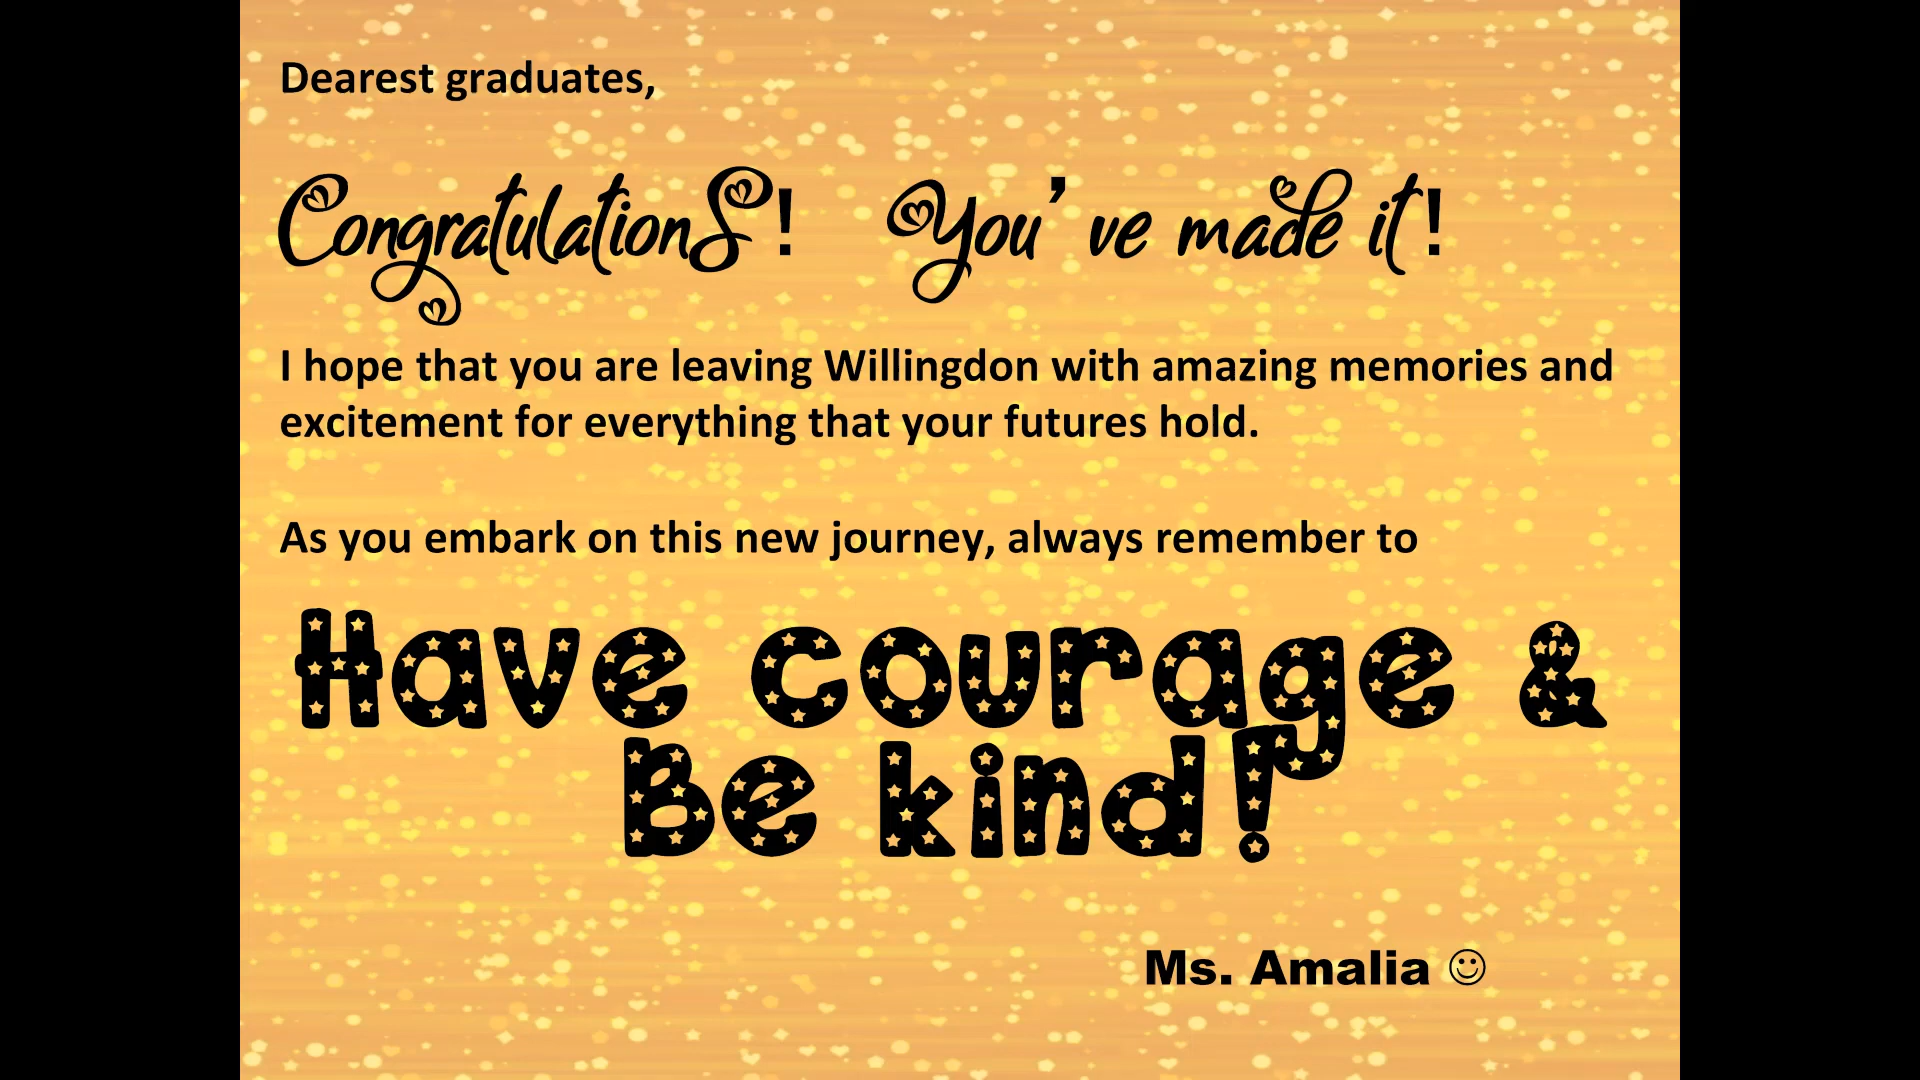 Dearest graduates,
CongratulationS! You've made it!
I hope that you are leaving Willingdon with amazing memories and
excitement for everything that your futures hold.
As you embark on this new journey, always remember to
Have courage &
Be kind!
Ms. Amalia ☺